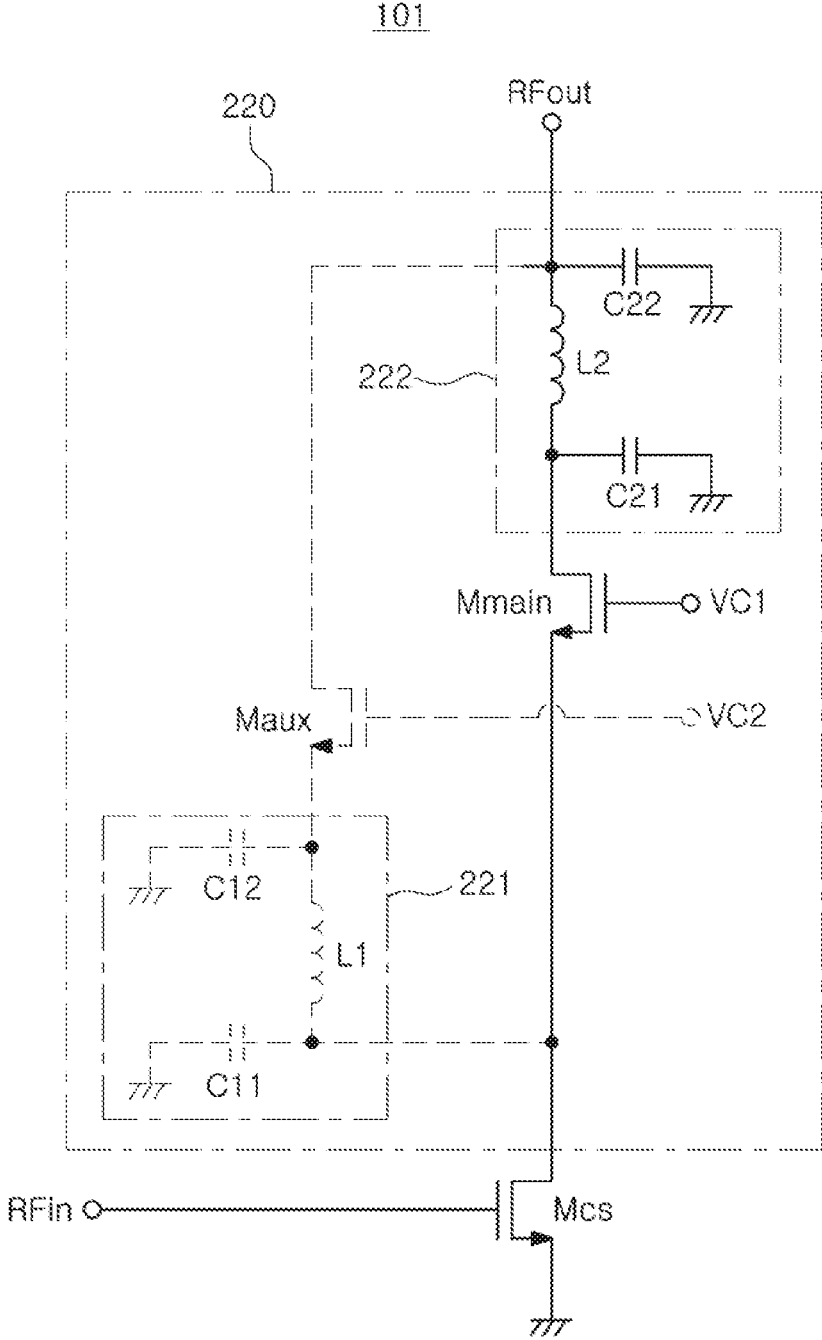 101
RFout
220
C22
222
L2
C21
Mmain
VC1
Maux
VC2
C12
221
L1
C11
RFin
Mcs